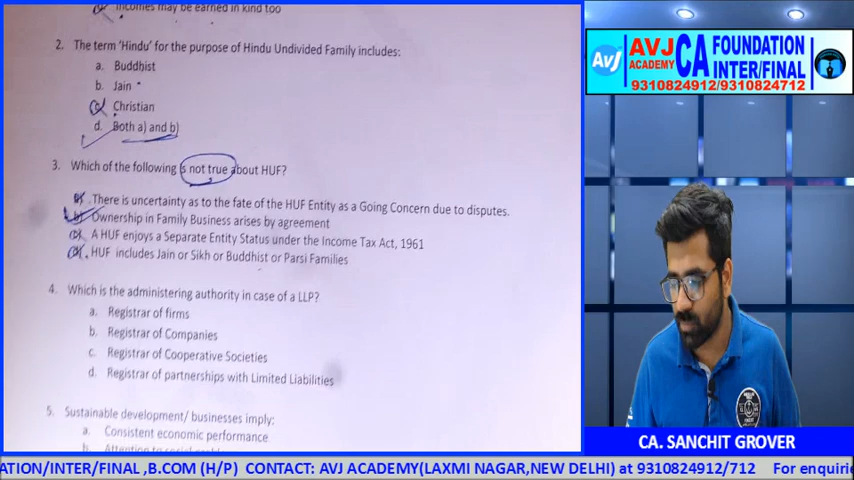 c. Incomes may be earned in kind too
2. The term 'Hindu' for the purpose of Hindu Undivided Family includes:
a. Buddhist
b. Jain
c. Christian
d. Both a) and b)
3. Which of the following is not true about HUF?
a) There is uncertainty as to the fate of the HUF Entity as a Going Concern due to disputes.
b) Ownership in Family Business arises by agreement
(c) A HUF enjoys a Separate Entity Status under the Income Tax Act, 1961
(d) HUF includes Jain or Sikh or Buddhist or Parsi Families
4. Which is the administering authority in case of a LLP?
a. Registrar of firms
b. Registrar of Companies
c. Registrar of Cooperative Societies
d. Registrar of partnerships with Limited Liabilities
5. Sustainable development/ businesses imply:
a. Consistent economic performance
b. Attention to social
AVJ AVJ ACADEMY CA FOUNDATION INTER/FINAL
9310824912/9310824712
CA. SANCHIT GROVER
ATION/INTER/FINAL ,B.COM (H/P) CONTACT: AVJ ACADEMY(LAXMI NAGAR,NEW DELHI) at 9310824912/712 For enquiri